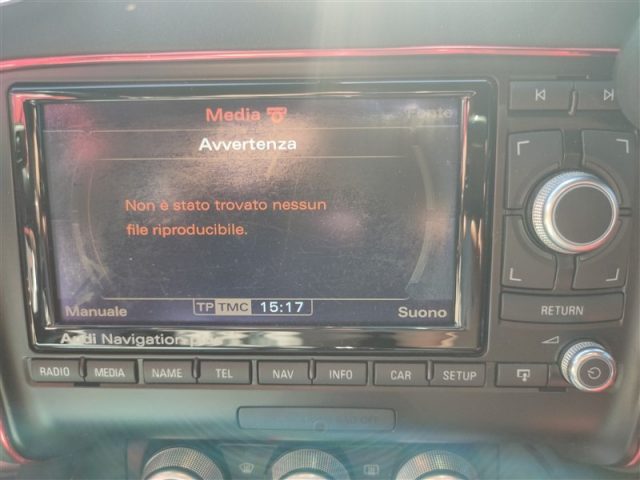 Media
Fonte
Avvertenza
Non è stato trovato nessun
file riproducibile.
Manuale
TP TMC 15:17
Suono
Audi Navigation
RADIO MEDIA NAME TEL NAV INFO CAR SETUP
RETURN